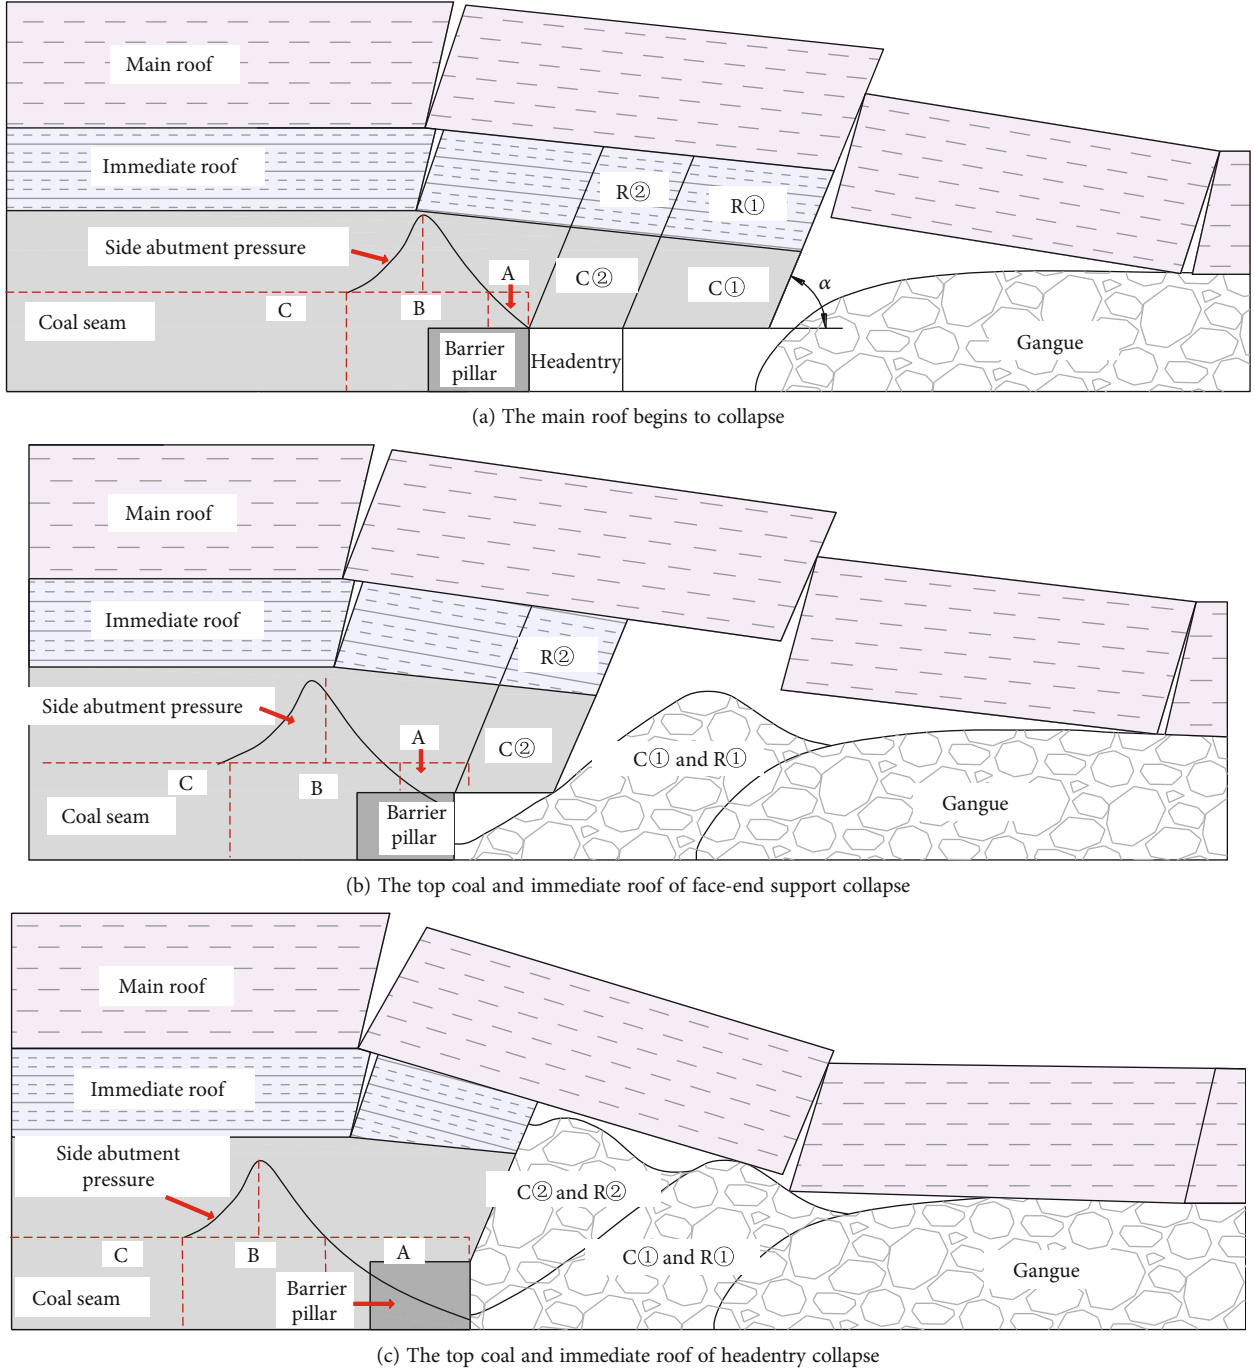 Main roof
Immediate roof
R②
R①
Side abutment pressure
A
C②
C①
α
C
B
Coal seam
Barrier
pillar
Headentry
Gangue
(a) The main roof begins to collapse
Main roof
Immediate roof
R②
Side abutment pressure
A
C②
C① and R①
C
B
Coal seam
Barrier
pillar
Gangue
(b) The top coal and immediate roof of face-end support collapse
Main roof
Immediate roof
Side abutment
pressure
C② and R②
C
B
A
C① and R①
Coal seam
Barrier
pillar
Gangue
(c) The top coal and immediate roof of headentry collapse